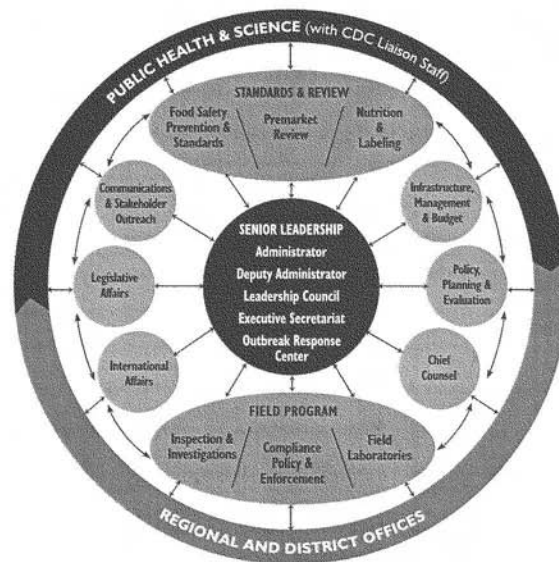 PUBLIC HEALTH & SCIENCE (with CDC Liaison Staff)
STANDARDS & REVIEW
Food Safety
Prevention &
Standards
Premarket
Review
Nutrition
&
Labeling
Communications
& Stakeholder
Outreach
Infrastructure,
Management
& Budget
SENIOR LEADERSHIP
Administrator
Deputy Administrator
Leadership Council
Executive Secretariat
Outbreak Response
Center
Legislative
Affairs
Policy,
Planning &
Evaluation
International
Affairs
Chief
Counsel
FIELD PROGRAM
Inspection &
Investigations
Compliance
Policy &
Enforcement
Field
Laboratories
REGIONAL AND DISTRICT OFFICES